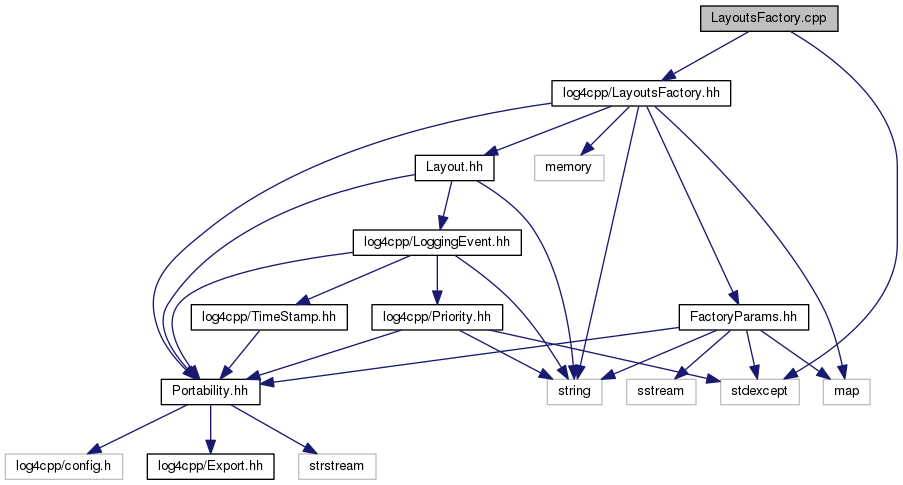 LayoutsFactory.cpp
log4cpp/LayoutsFactory.hh
Layout.hh
memory
log4cpp/LoggingEvent.hh
log4cpp/TimeStamp.hh
log4cpp/Priority.hh
FactoryParams.hh
Portability.hh
string
sstream
stdexcept
map
log4cpp/config.h
log4cpp/Export.hh
strstream